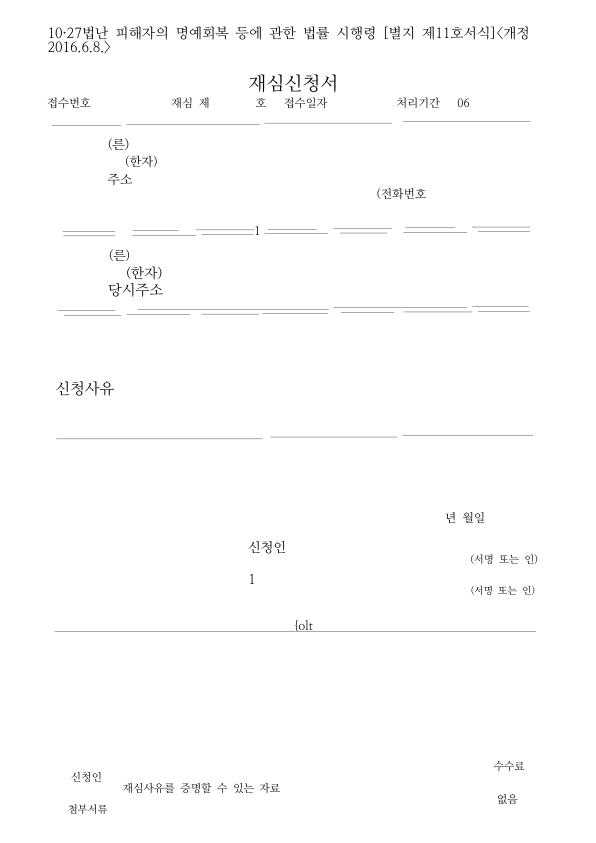 10·27법난 피해자의 명예회복 등에 관한 법률 시행령 [별지 제11호서식]<개정
2016.6.8.>
재심신청서
접수번호 재심 제 호 접수일자 처리기간 06
(른)
(한자)
주소
(전화번호
1
(른)
(한자)
당시주소
신청사유
년 월일
신청인
(서명 또는 인)
1
(서명 또는 인)
{olt
수수료
신청인
재심사유를 증명할 수 있는 자료
없음
첨부서류